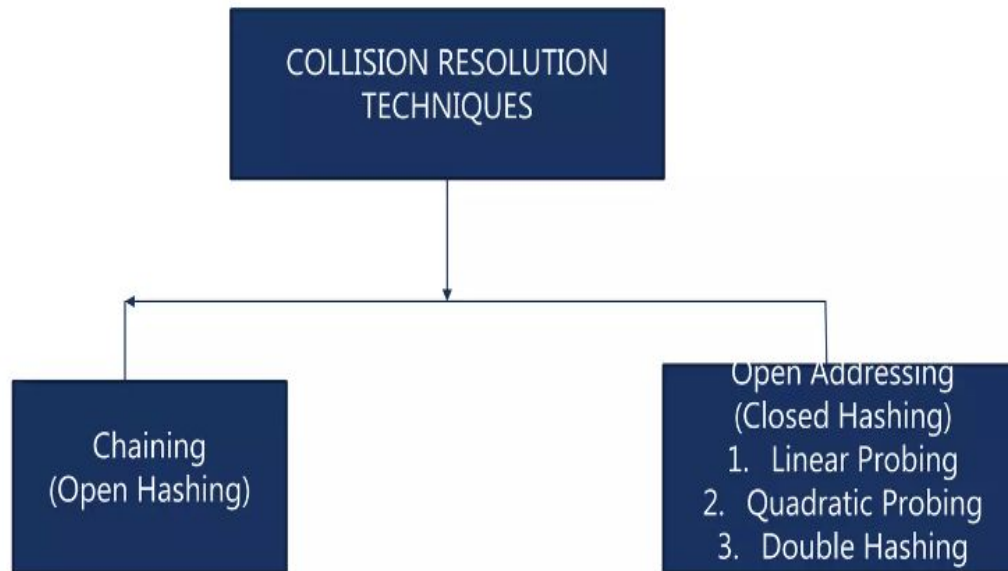 COLLISION RESOLUTION
TECHNIQUES
Chaining
(Open Hashing)
Open Addressing
(Closed Hashing)
1. Linear Probing
2. Quadratic Probing
3. Double Hashing